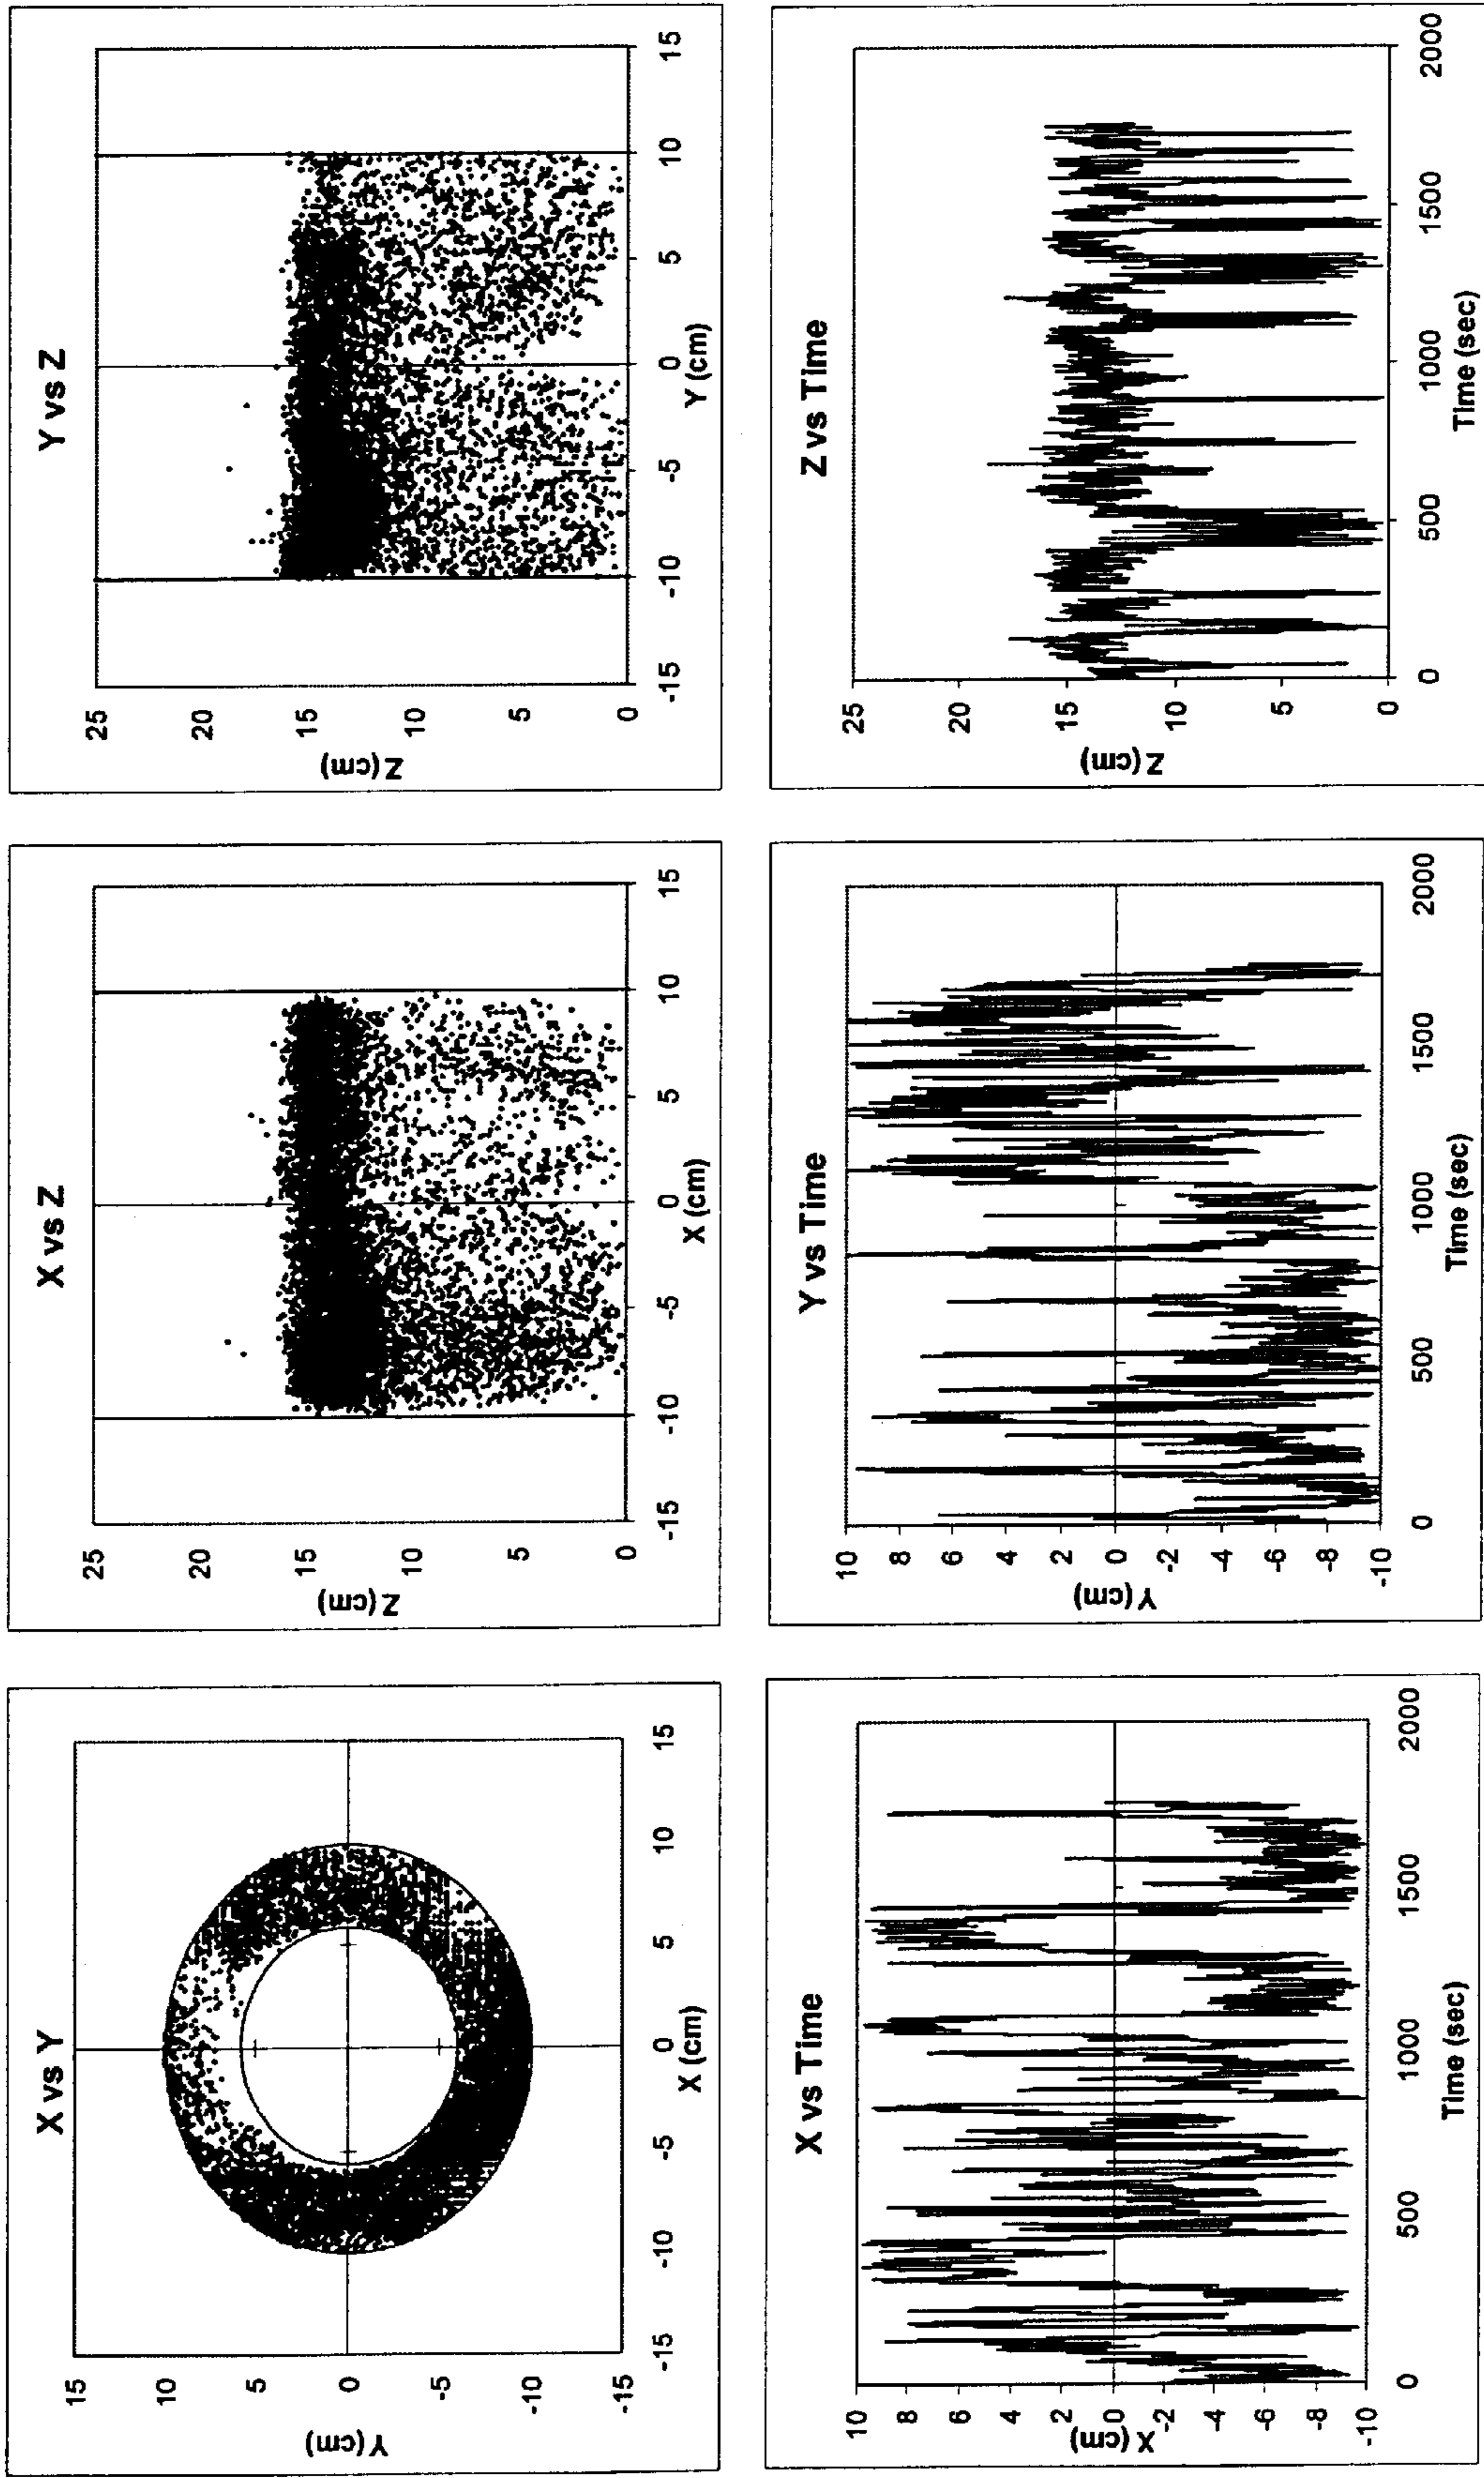 X vs Y
15
10
5
0
-5
-10
-15
Y (cm)
-15 -10 -5 0 5 10 15
X (cm)
X vs Z
25
20
15
10
5
0
Z (cm)
-15 -10 -5 0 5 10 15
X (cm)
Y vs Z
25
20
15
10
5
0
Z (cm)
-15 -10 -5 0 5 10 15
Y (cm)
X vs Time
10
8
6
4
2
0
-2
-4
-6
-8
-10
X (cm)
0 500 1000 1500 2000
Time (sec)
Y vs Time
10
8
6
4
2
0
-2
-4
-6
-8
-10
Y (cm)
0 500 1000 1500 2000
Time (sec)
Z vs Time
25
20
15
10
5
0
Z (cm)
0 500 1000 1500 2000
Time (sec)